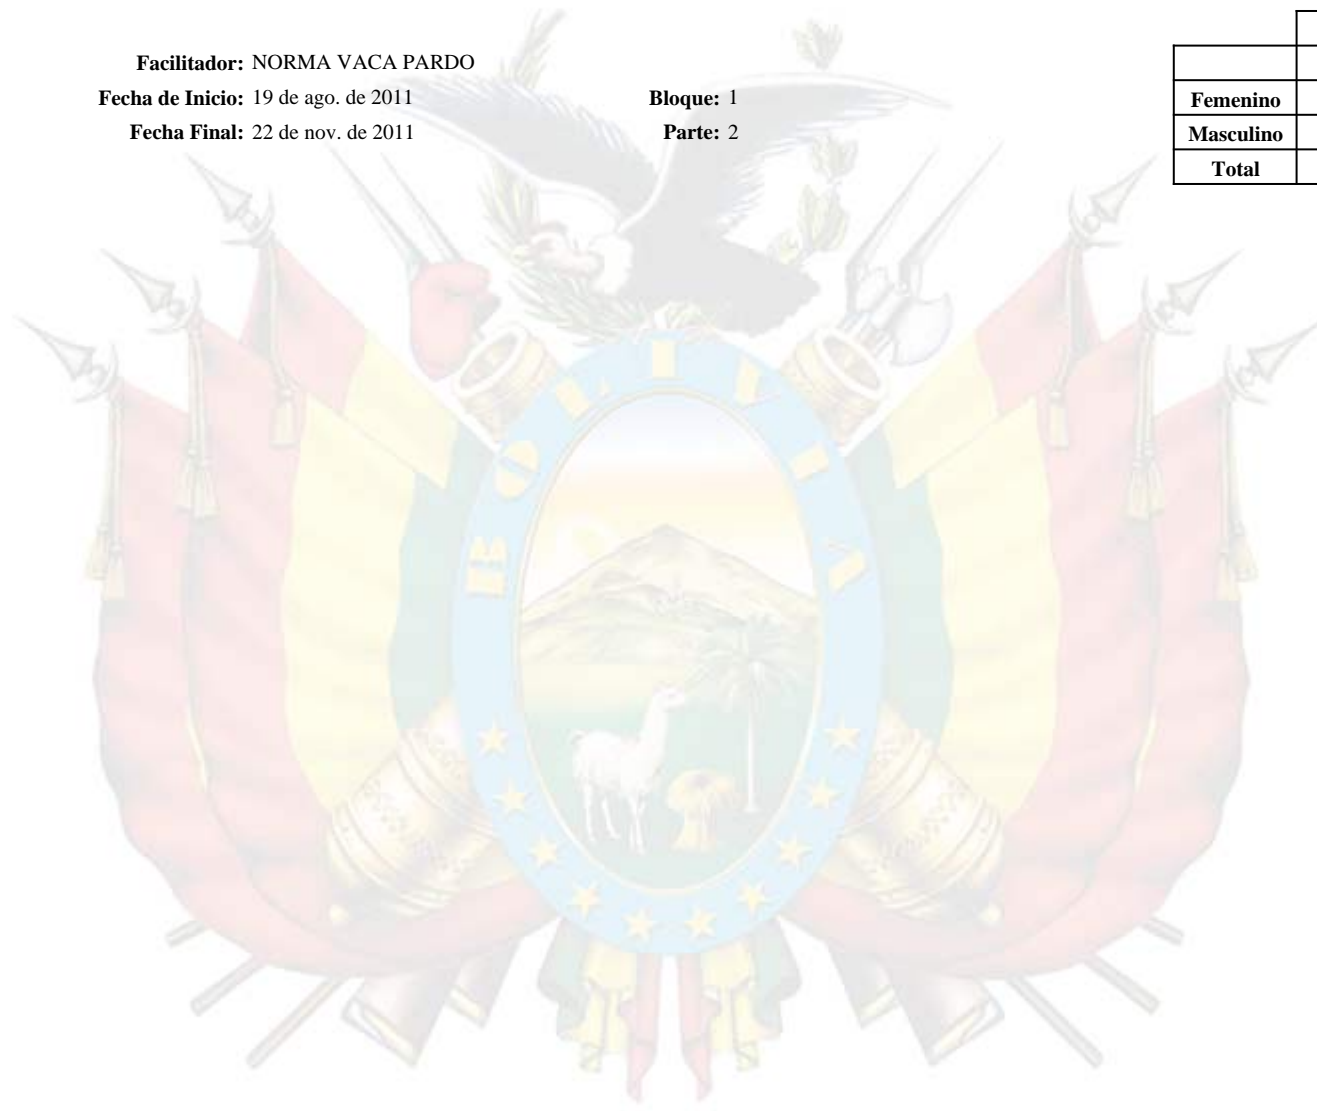 Facilitador: NORMA VACA PARDO
Fecha de Inicio: 19 de ago. de 2011 Bloque: 1
Fecha Final: 22 de nov. de 2011 Parte: 2
Femenino
Masculino
Total
BOLIVIA